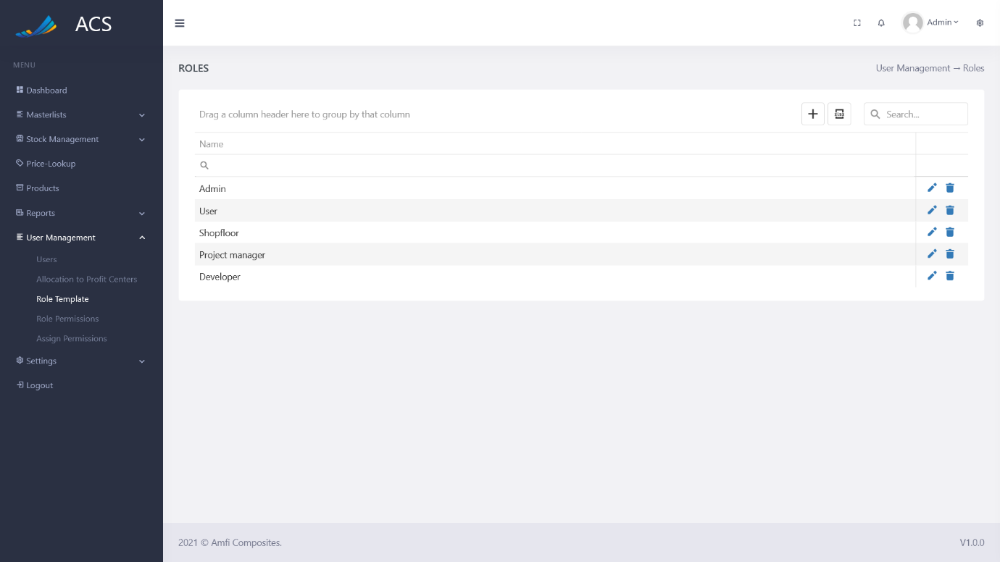 ACS
Admin
MENU
Dashboard
Masterlists
Stock Management
Price-Lookup
Products
Reports
User Management
Users
Allocation to Profit Centers
Role Template
Role Permissions
Assign Permissions
Settings
Logout
ROLES
User Management → Roles
Drag a column header here to group by that column
XLSX
Search...
Name
Admin
User
Shopfloor
Project manager
Developer
2021 © Amfi Composites.
V1.0.0